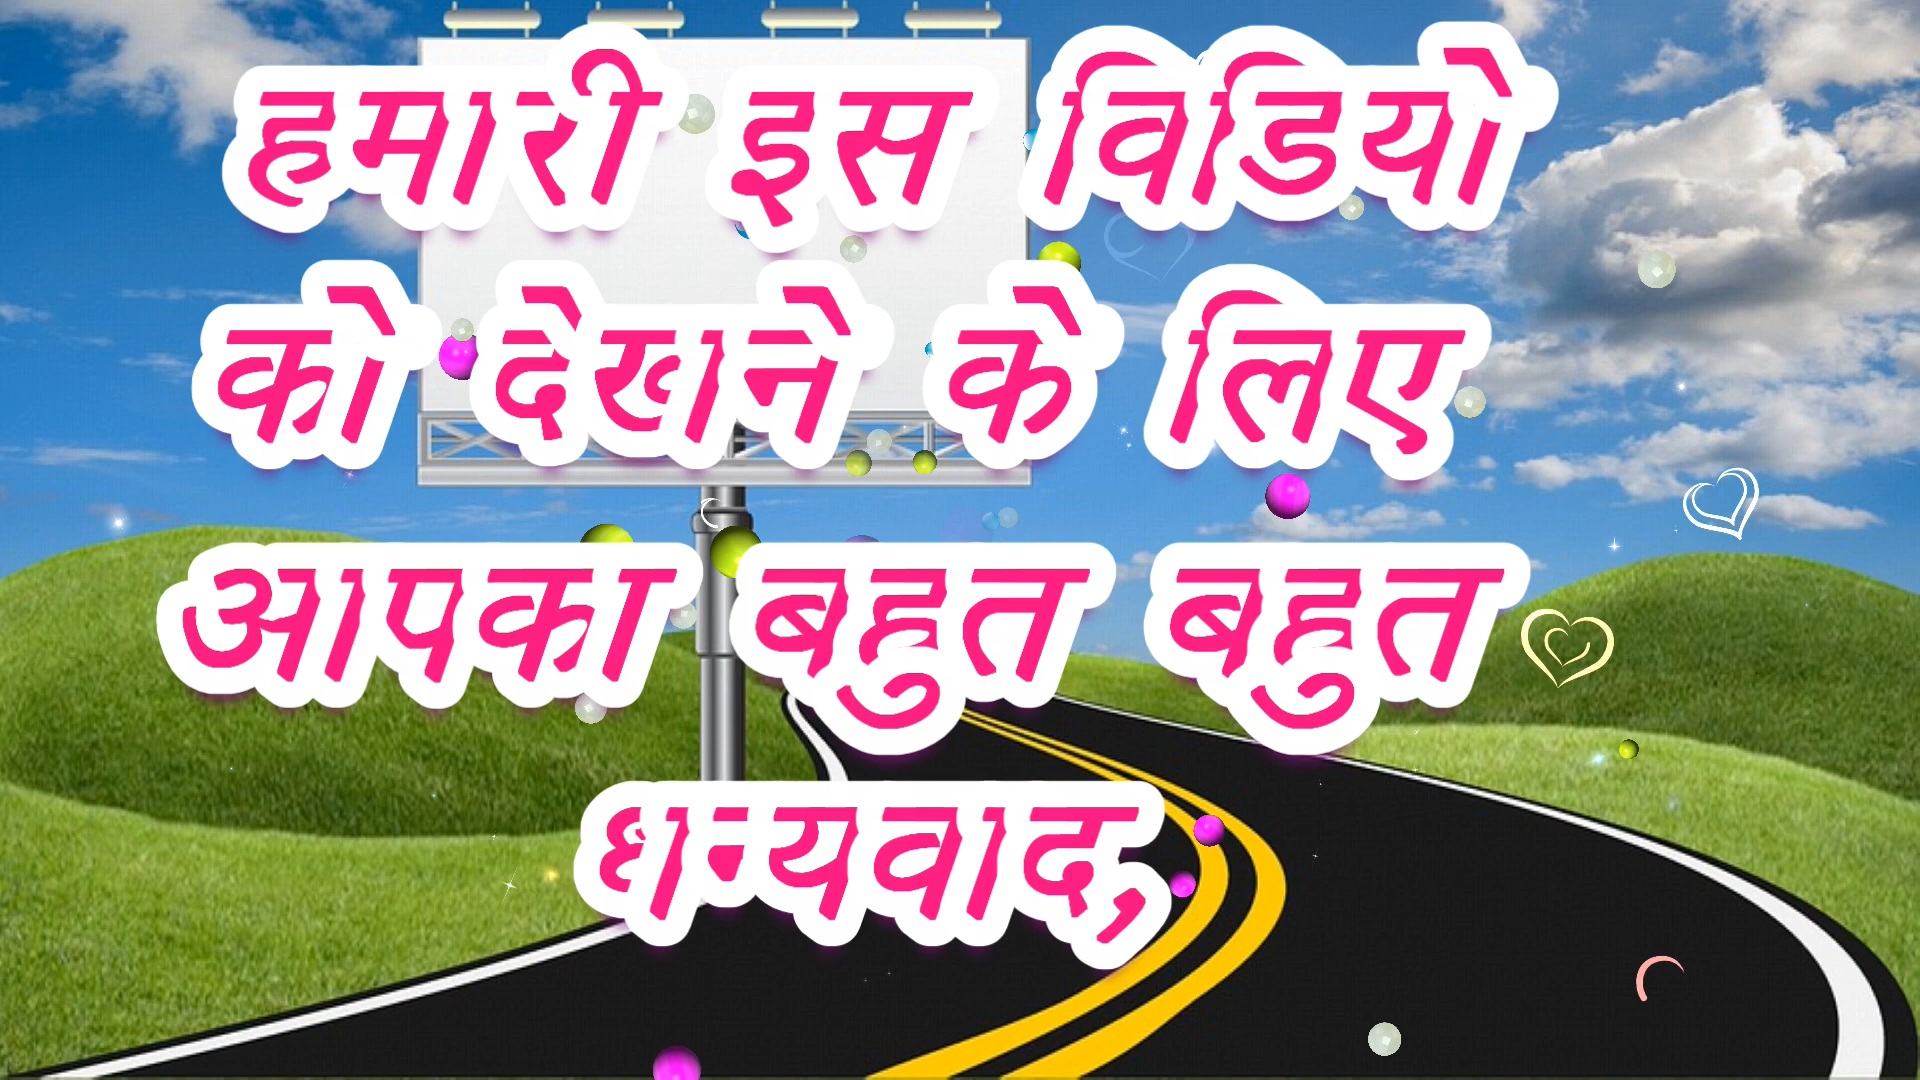 हमारी इस विडियो
को देखने के लिए
आपका बहुत बहुत
धन्यवाद,